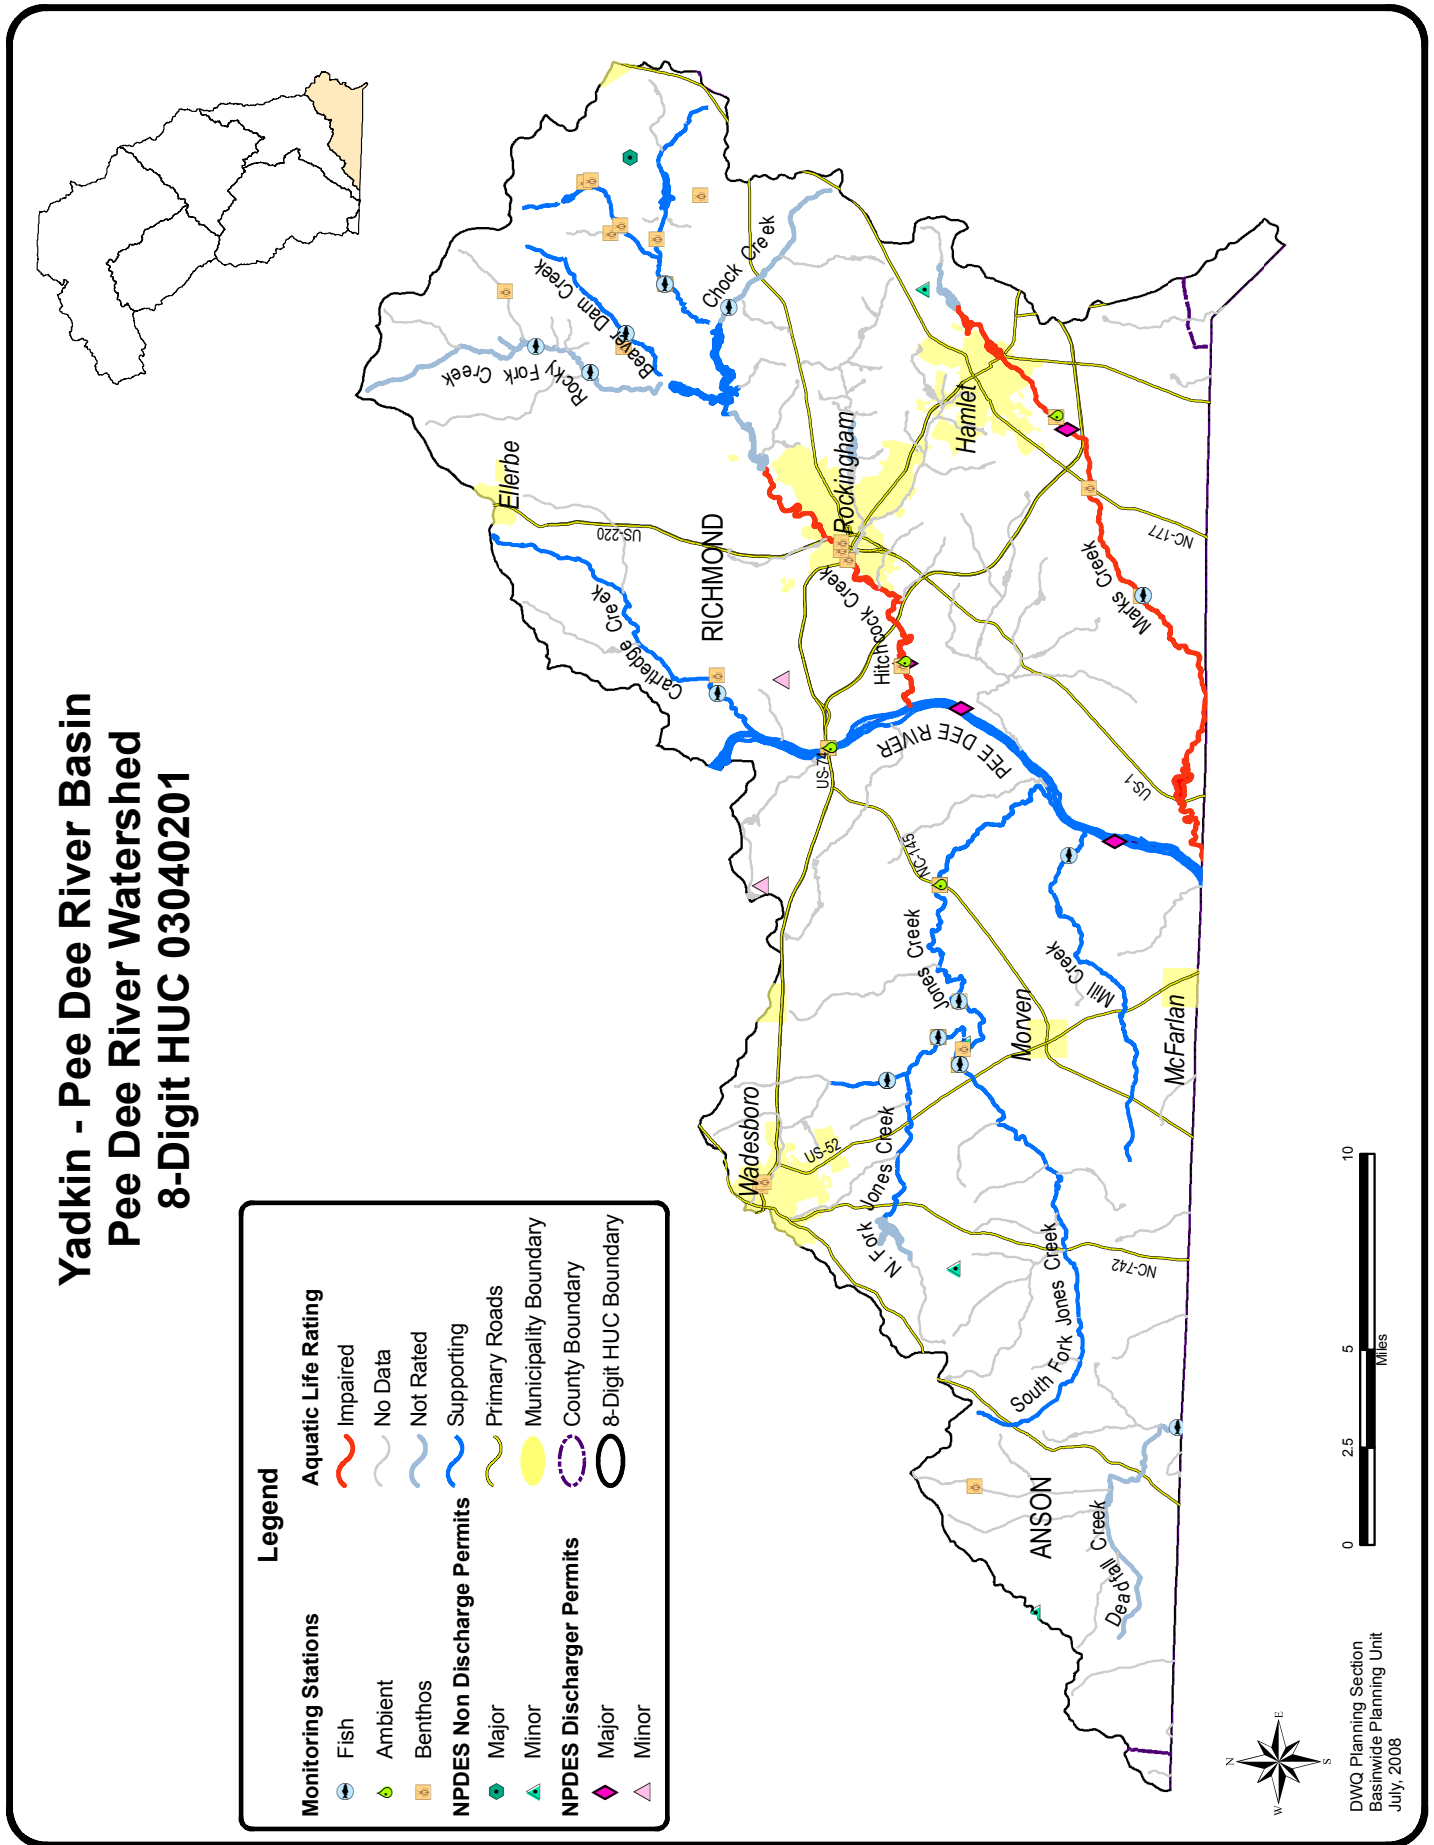 Yadkin - Pee Dee River Basin
Pee Dee River Watershed
8-Digit HUC 03040201
Legend
Monitoring Stations
Fish
Ambient
Benthos
NPDES Non Discharge Permits
Major
Minor
NPDES Discharger Permits
Major
Minor
Aquatic Life Rating
Impaired
No Data
Not Rated
Supporting
Primary Roads
Municipality Boundary
County Boundary
8-Digit HUC Boundary
Ellerbe
US-220
RICHMOND
Rocky Fork Creek
Beaver Dam Creek
Chock Creek
Cartledge Creek
Rockingham
Hitchcock Creek
Hamlet
Marks Creek
NC-177
US-1
US-74
PEE DEE RIVER
NC-145
Jones Creek
Jones Creek
Mill Creek
Morven
McFarlan
Wadesboro
US-52
N. Fork Jones Creek
South Fork Jones Creek
NC-742
ANSON
Deadfall Creek
N
W
E
S
0
2.5
5
10
Miles
DWQ Planning Section
Basinwide Planning Unit
July, 2008